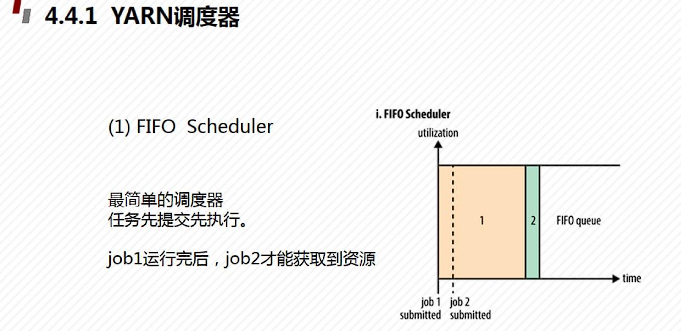 4.4.1 YARN调度器
(1) FIFO Scheduler
最简单的调度器
任务先提交先执行。
job1运行完后，job2才能获取到资源
i. FIFO Scheduler
utilization
1
2
FIFO queue
time
job 1
submitted
job 2
submitted